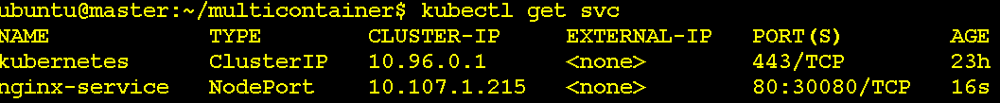 ubuntu@master:~/multicontainer$ kubectl get svc
NAME TYPE CLUSTER-IP EXTERNAL-IP PORT(S) AGE
kubernetes ClusterIP 10.96.0.1 <none> 443/TCP 23h
nginx-service NodePort 10.107.1.215 <none> 80:30080/TCP 16s